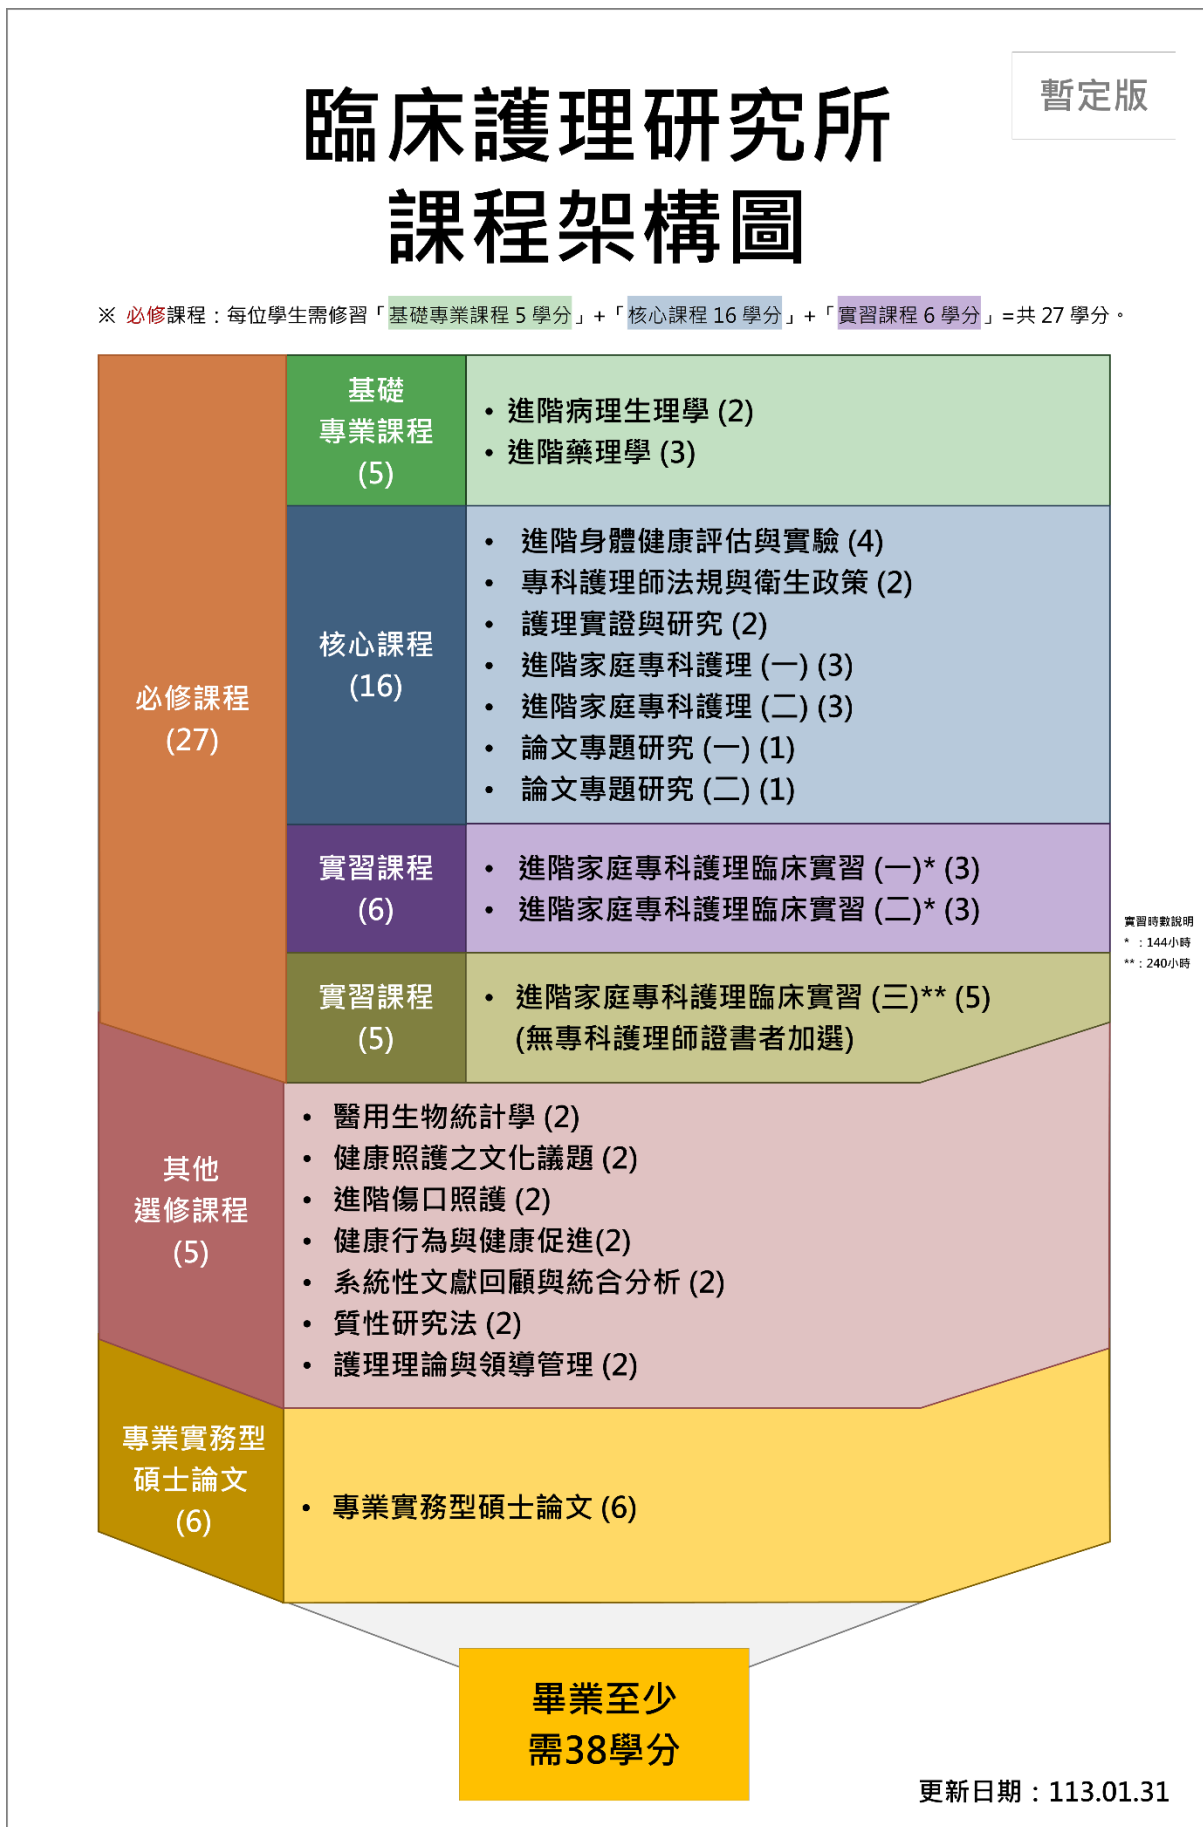 暫定版
臨床護理研究所
課程架構圖
※ 必修課程：每位學生需修習「基礎專業課程 5 學分」+「核心課程 16 學分」+「實習課程 6 學分」=共 27 學分。
必修課程
(27)
基礎
專業課程
(5)
• 進階病理生理學 (2)
• 進階藥理學 (3)
核心課程
(16)
• 進階身體健康評估與實驗 (4)
• 專科護理師法規與衛生政策 (2)
• 護理實證與研究 (2)
• 進階家庭專科護理 (一) (3)
• 進階家庭專科護理 (二) (3)
• 論文專題研究 (一) (1)
• 論文專題研究 (二) (1)
實習課程
(6)
• 進階家庭專科護理臨床實習 (一)* (3)
• 進階家庭專科護理臨床實習 (二)* (3)
實習時數說明
* ：144小時
**：240小時
實習課程
(5)
• 進階家庭專科護理臨床實習 (三)** (5)
(無專科護理師證書者加選)
其他
選修課程
(5)
• 醫用生物統計學 (2)
• 健康照護之文化議題 (2)
• 進階傷口照護 (2)
• 健康行為與健康促進(2)
• 系統性文獻回顧與統合分析 (2)
• 質性研究法 (2)
• 護理理論與領導管理 (2)
專業實務型
碩士論文
(6)
• 專業實務型碩士論文 (6)
畢業至少
需38學分
更新日期：113.01.31